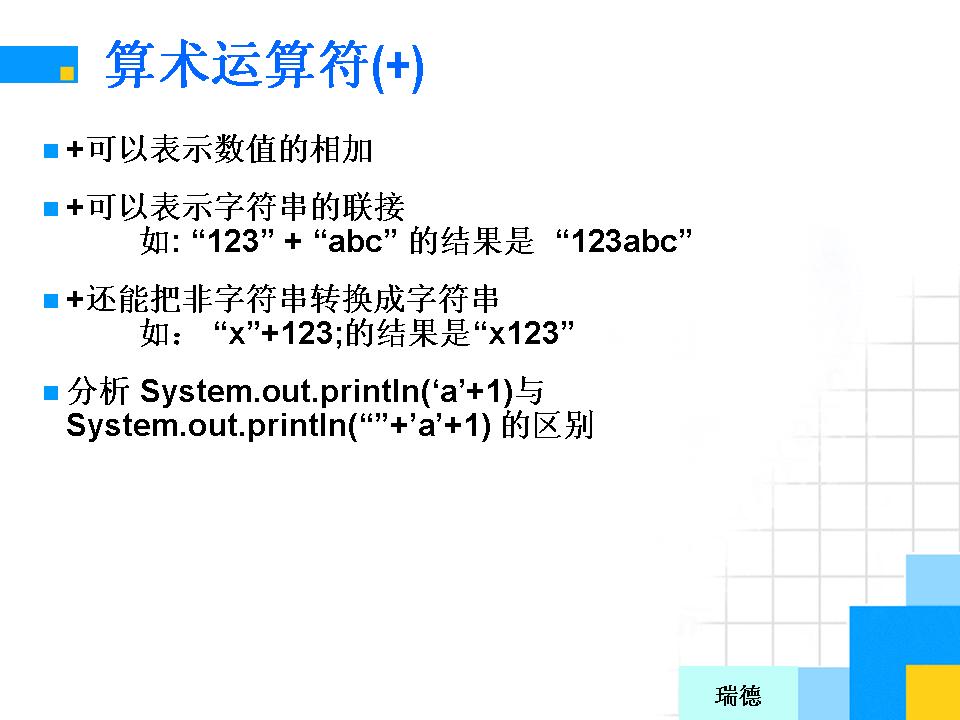 算术运算符(+)
+可以表示数值的相加
+可以表示字符串的联接
如: “123” + “abc” 的结果是 “123abc”
+还能把非字符串转换成字符串
如： “x”+123;的结果是“x123”
分析 System.out.println(‘a’+1)与
System.out.println(“”+’a’+1) 的区别
瑞德